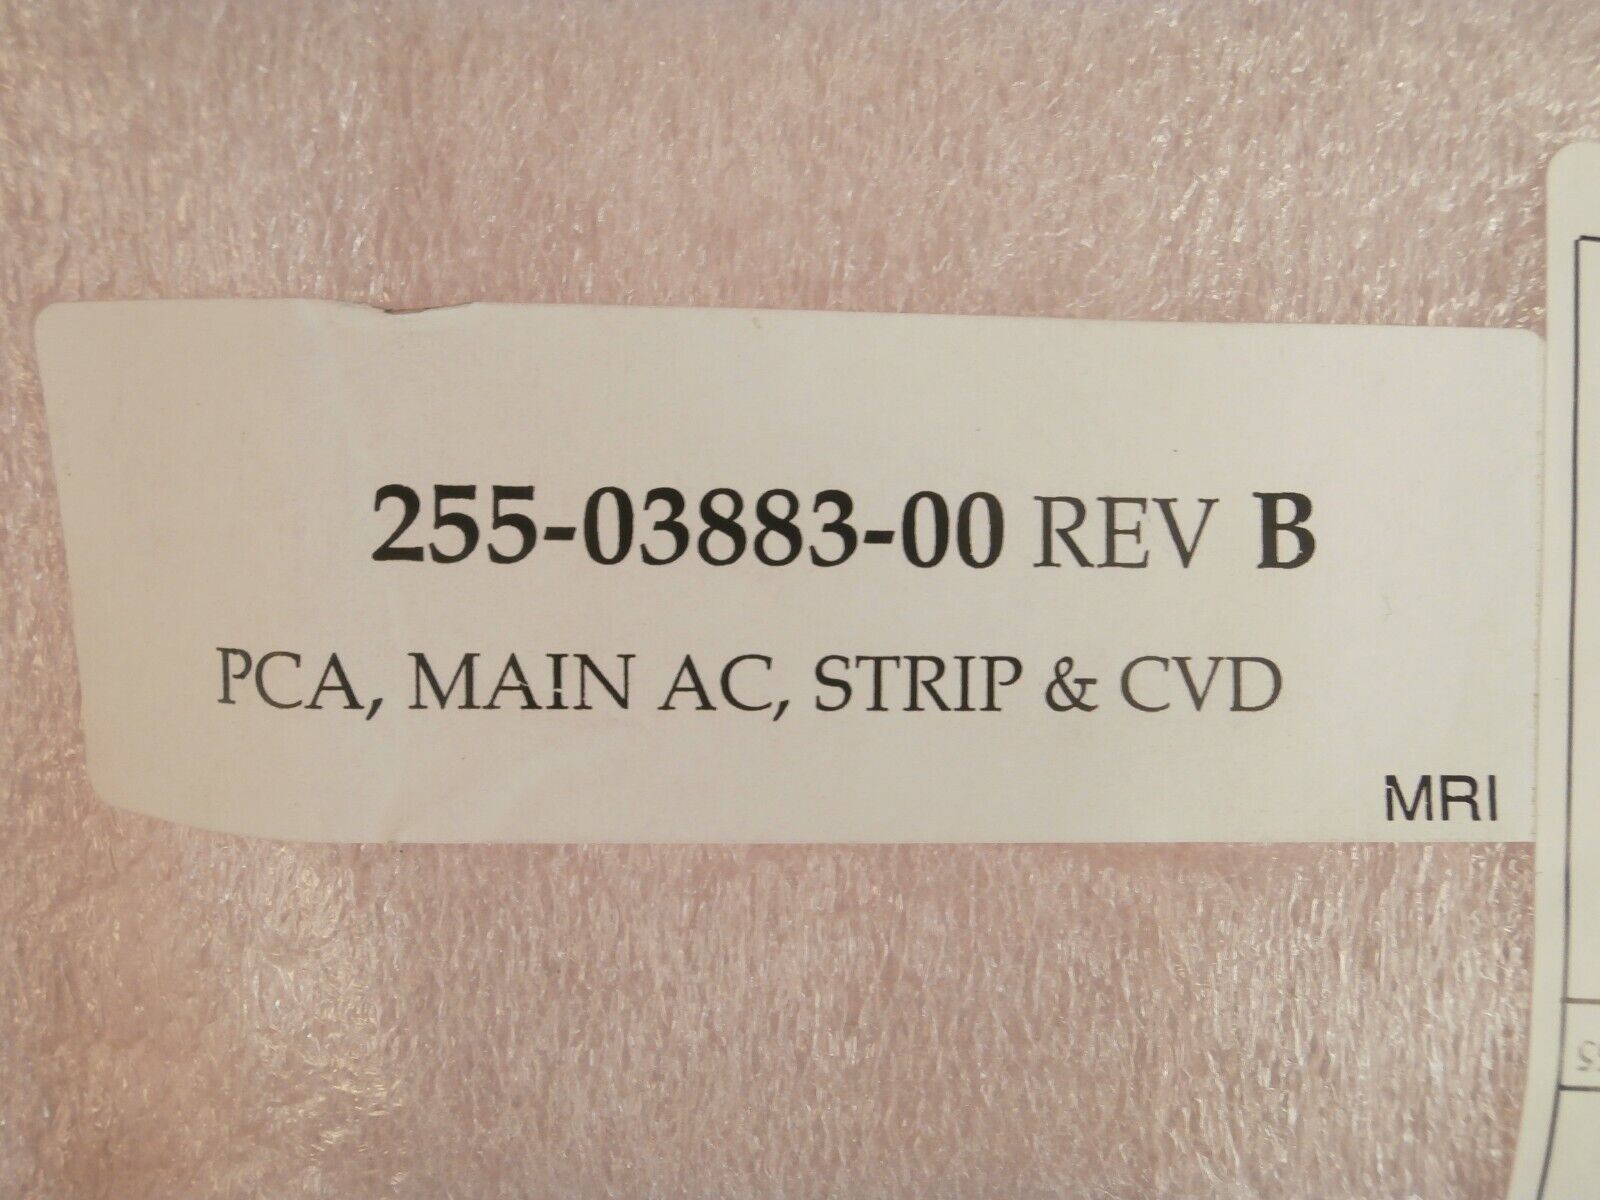 255-03883-00 REV B
PCA, MAIN AC, STRIP & CVD
MRI